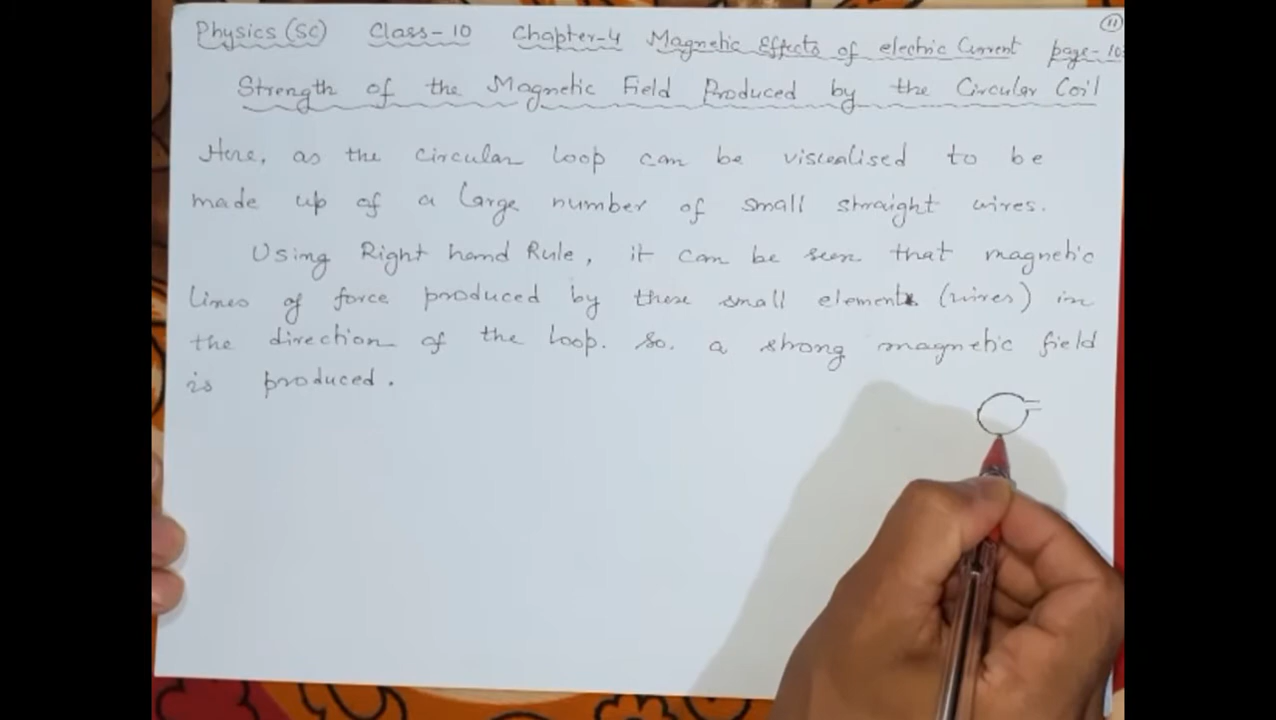 11
Physics (SC) Class-10 Chapter-4 Magnetic Effects of electric Current page-10
Strength of the Magnetic Field Produced by the Circular Coil
Here, as the circular loop can be viscealised to be
made up of a large number of small straight wires.
Using Right hand Rule, it can be seen that magnetic
lines of force produced by these small element (wires) in
the direction of the loop. So. a strong magnetic field
is produced.